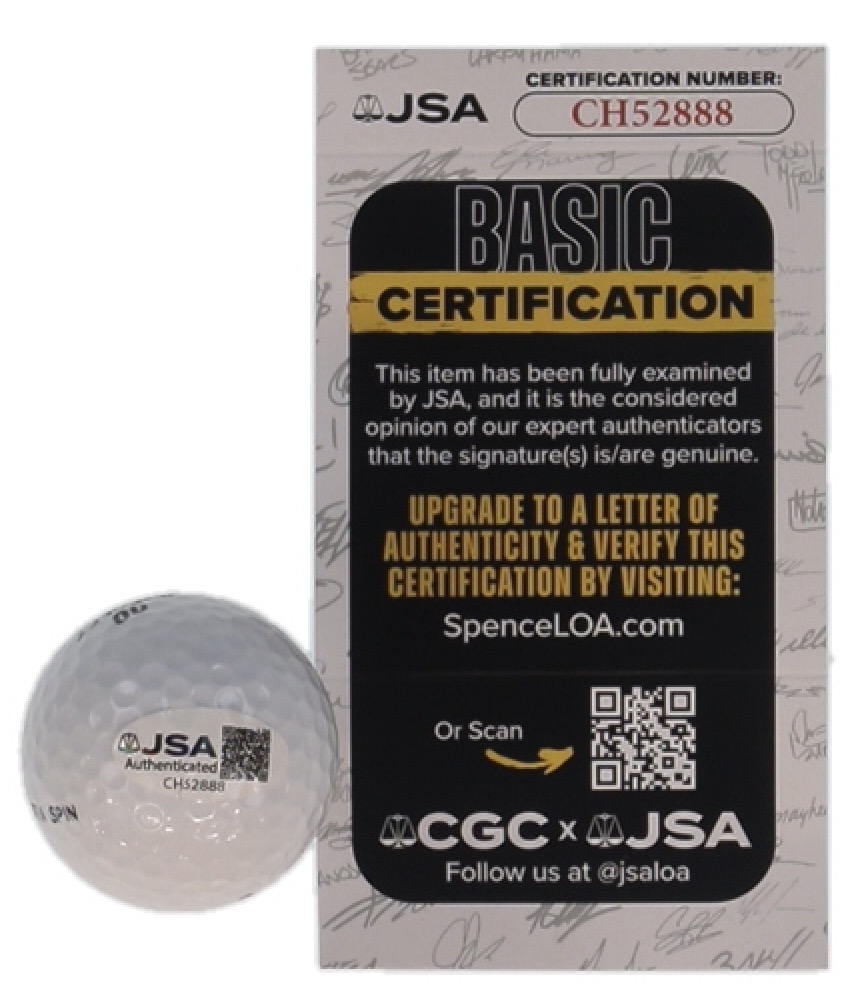 JSA
CERTIFICATION NUMBER:
CH52888
BASIC
CERTIFICATION
This item has been fully examined
by JSA, and it is the considered
opinion of our expert authenticators
that the signature(s) is/are genuine.
UPGRADE TO A LETTER OF
AUTHENTICITY & VERIFY THIS
CERTIFICATION BY VISITING:
SpenceLOA.com
Or Scan
CGC x JSA
Follow us at @jsaloa
JSA
Authenticated
CH52888
SPIN